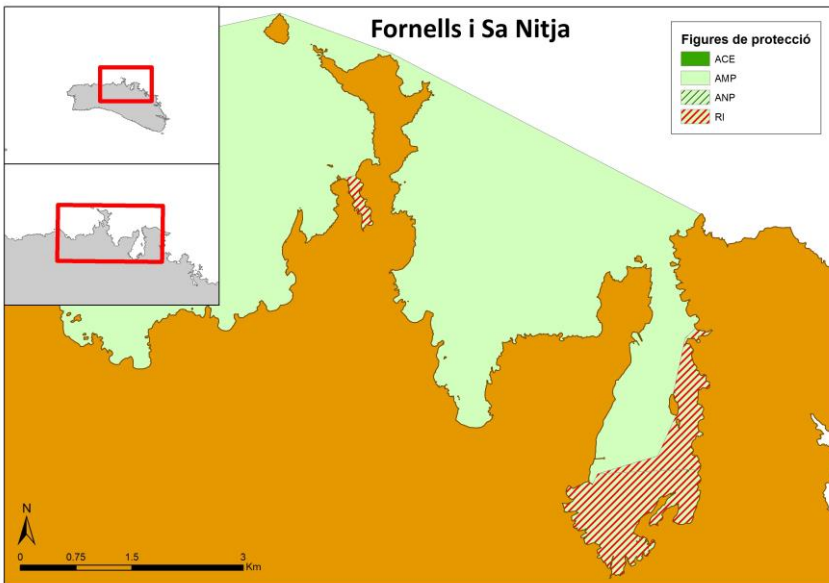 Fornells i Sa Nitja
Figures de protecció
ACE
AMP
ANP
RI
N
0 0.75 1.5 3
Km